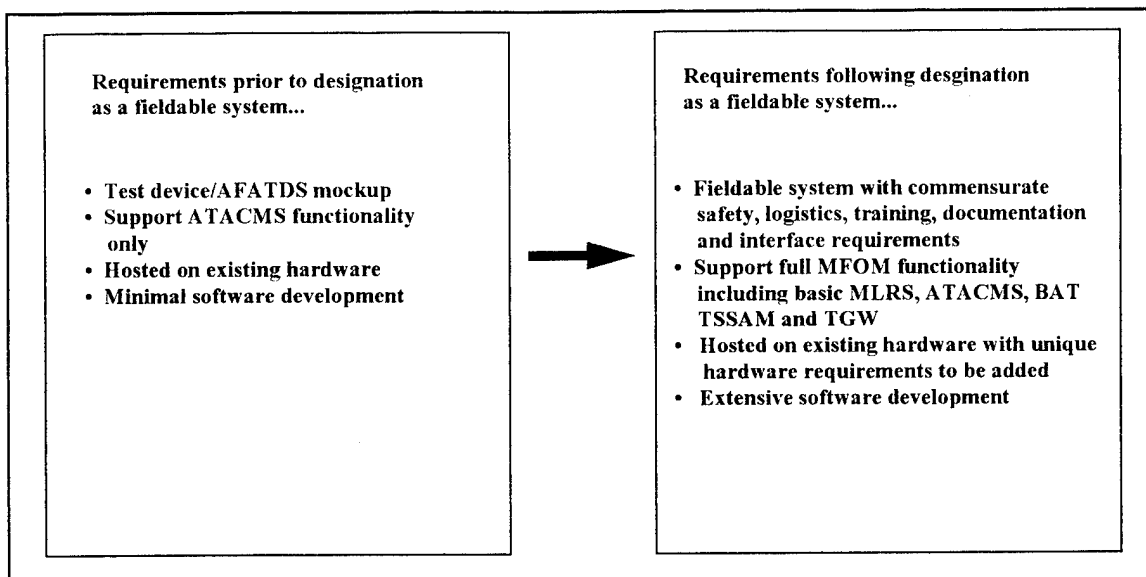 Requirements prior to designation
as a fieldable system...
• Test device/AFATDS mockup
• Support ATACMS functionality
only
• Hosted on existing hardware
• Minimal software development
Requirements following desgination
as a fieldable system...
• Fieldable system with commensurate
safety, logistics, training, documentation
and interface requirements
• Support full MFOM functionality
including basic MLRS, ATACMS, BAT
TSSAM and TGW
• Hosted on existing hardware with unique
hardware requirements to be added
• Extensive software development